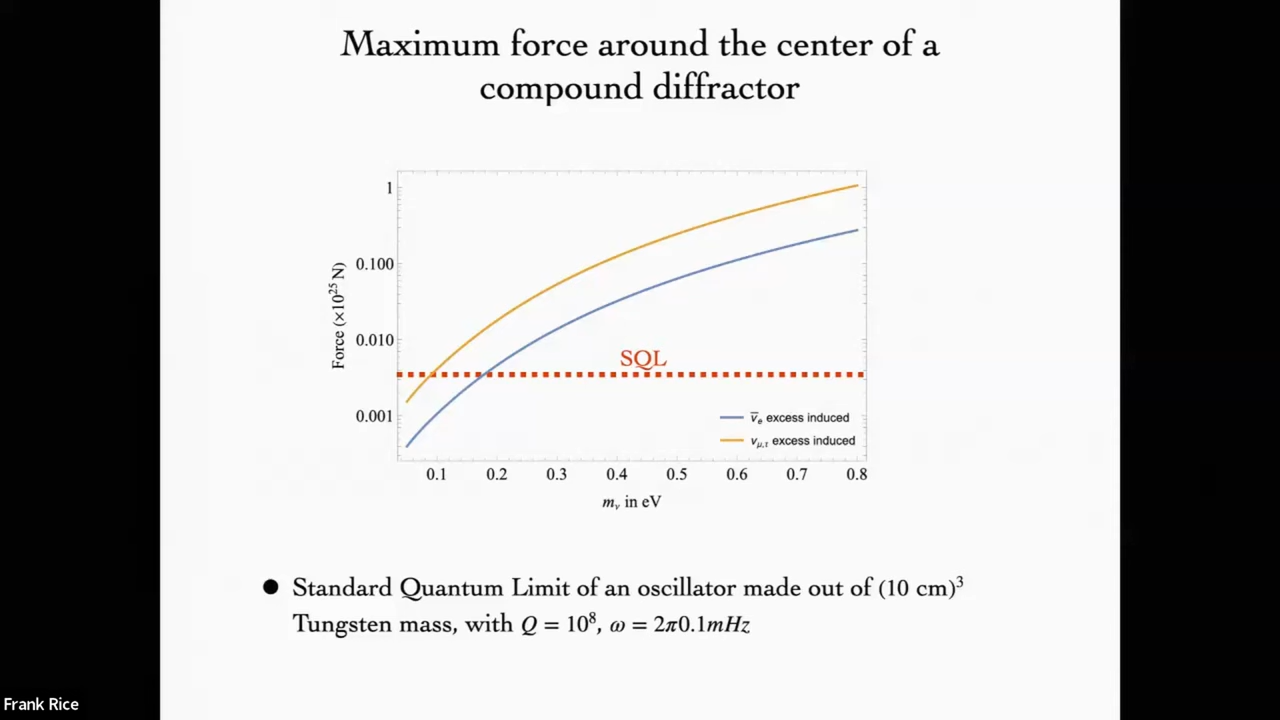 Maximum force around the center of a
compound diffractor
Force (×10²⁵ N)
1
0.100
0.010
0.001
SQL
ν̅ₑ excess induced
ν_μ,τ excess induced
0.1 0.2 0.3 0.4 0.5 0.6 0.7 0.8
mᵥ in eV
● Standard Quantum Limit of an oscillator made out of (10 cm)³
Tungsten mass, with Q = 10⁸, ω = 2π0.1mHz
Frank Rice